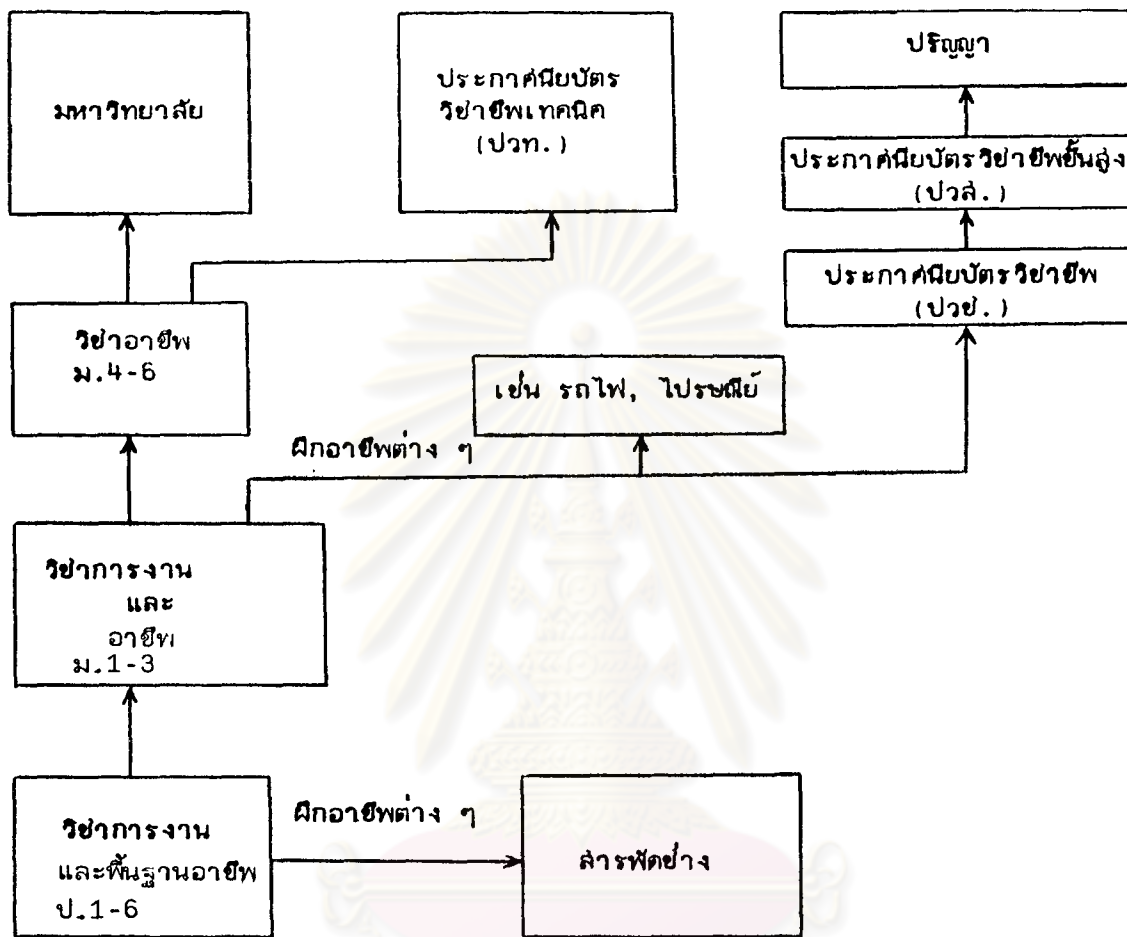 มหาวิทยาลัย
ประกาศนียบัตร
วิชาชีพเทคนิค
(ปวท.)
ปริญญา
ประกาศนียบัตรวิชาชีพชั้นสูง
(ปวส.)
ประกาศนียบัตรวิชาชีพ
(ปวช.)
วิชาอาชีพ
ม.4-6
เช่น รถไฟ, ไปรษณีย์
ฝึกอาชีพต่าง ๆ
วิชาการงาน
และ
อาชีพ
ม.1-3
วิชาการงาน
และพื้นฐานอาชีพ
ป.1-6
ฝึกอาชีพต่าง ๆ
สารพัดช่าง